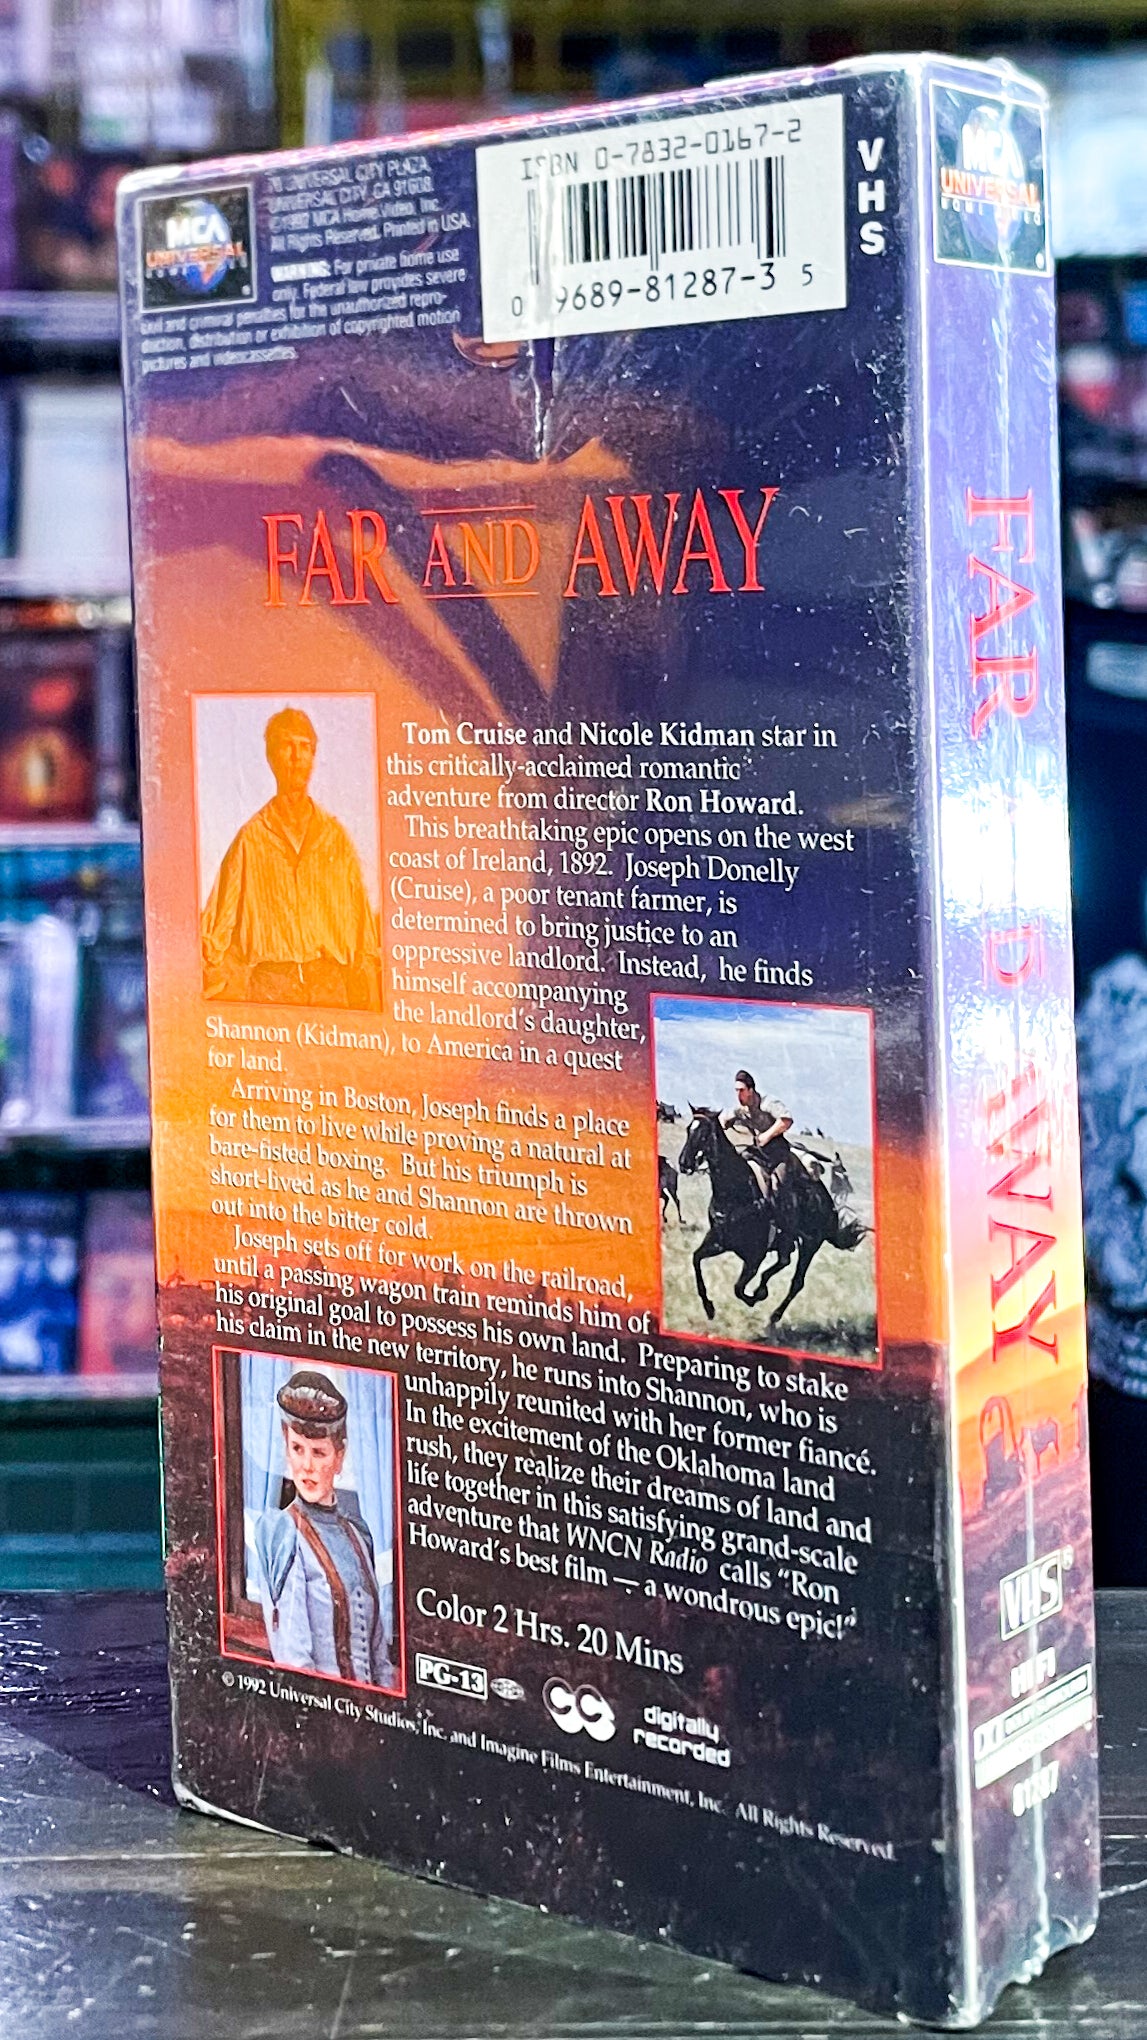 MCA
UNIVERSAL
HOME VIDEO
70 UNIVERSAL CITY PLAZA
UNIVERSAL CITY, CA 91608.
©1992 MCA Home Video, Inc.
All Rights Reserved. Printed in USA.
WARNING: For private home use
only. Federal law provides severe
civil and criminal penalties for the unauthorized repro-
duction, distribution or exhibition of copyrighted motion
pictures and videocassettes.
ISBN 0-7832-0167-2
0 9689-81287-3 5
VHS
FAR AND AWAY
Tom Cruise and Nicole Kidman star in
this critically-acclaimed romantic
adventure from director Ron Howard.
This breathtaking epic opens on the west
coast of Ireland, 1892. Joseph Donelly
(Cruise), a poor tenant farmer, is
determined to bring justice to an
oppressive landlord. Instead, he finds
himself accompanying
the landlord's daughter,
Shannon (Kidman), to America in a quest
for land.
Arriving in Boston, Joseph finds a place
for them to live while proving a natural at
bare-fisted boxing. But his triumph is
short-lived as he and Shannon are thrown
out into the bitter cold.
Joseph sets off for work on the railroad,
until a passing wagon train reminds him of
his original goal to possess his own land. Preparing to stake
his claim in the new territory, he runs into Shannon, who is
unhappily reunited with her former fiancé.
In the excitement of the Oklahoma land
rush, they realize their dreams of land and
life together in this satisfying grand-scale
adventure that WNCN Radio calls "Ron
Howard's best film — a wondrous epic!"
Color 2 Hrs. 20 Mins
PG-13
CC
digitally
recorded
© 1992 Universal City Studios, Inc. and Imagine Films Entertainment, Inc. All Rights Reserved.
MCA
UNIVERSAL
HOME VIDEO
FAR AND AWAY
VHS®
HI FI
81287